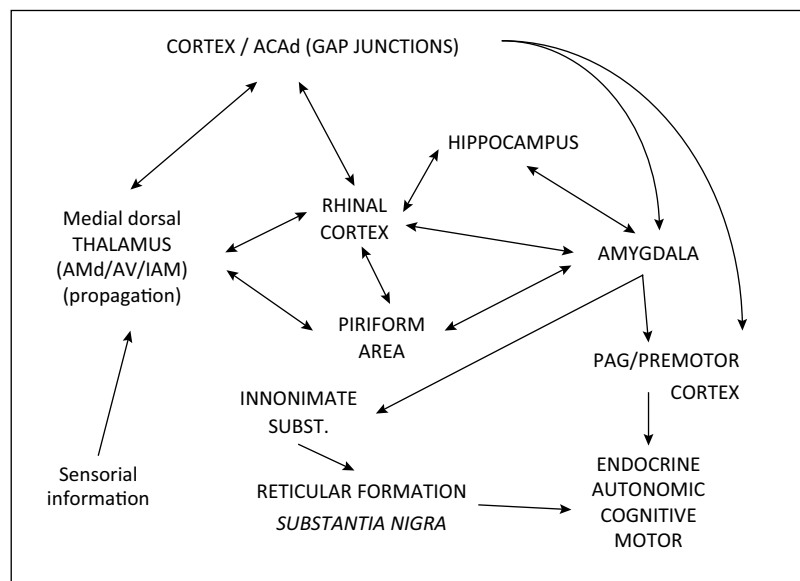 CORTEX / ACAd (GAP JUNCTIONS)
HIPPOCAMPUS
Medial dorsal
THALAMUS
(AMd/AV/IAM)
(propagation)
RHINAL
CORTEX
AMYGDALA
PIRIFORM
AREA
PAG/PREMOTOR
CORTEX
INNONIMATE
SUBST.
Sensorial
information
RETICULAR FORMATION
SUBSTANTIA NIGRA
ENDOCRINE
AUTONOMIC
COGNITIVE
MOTOR